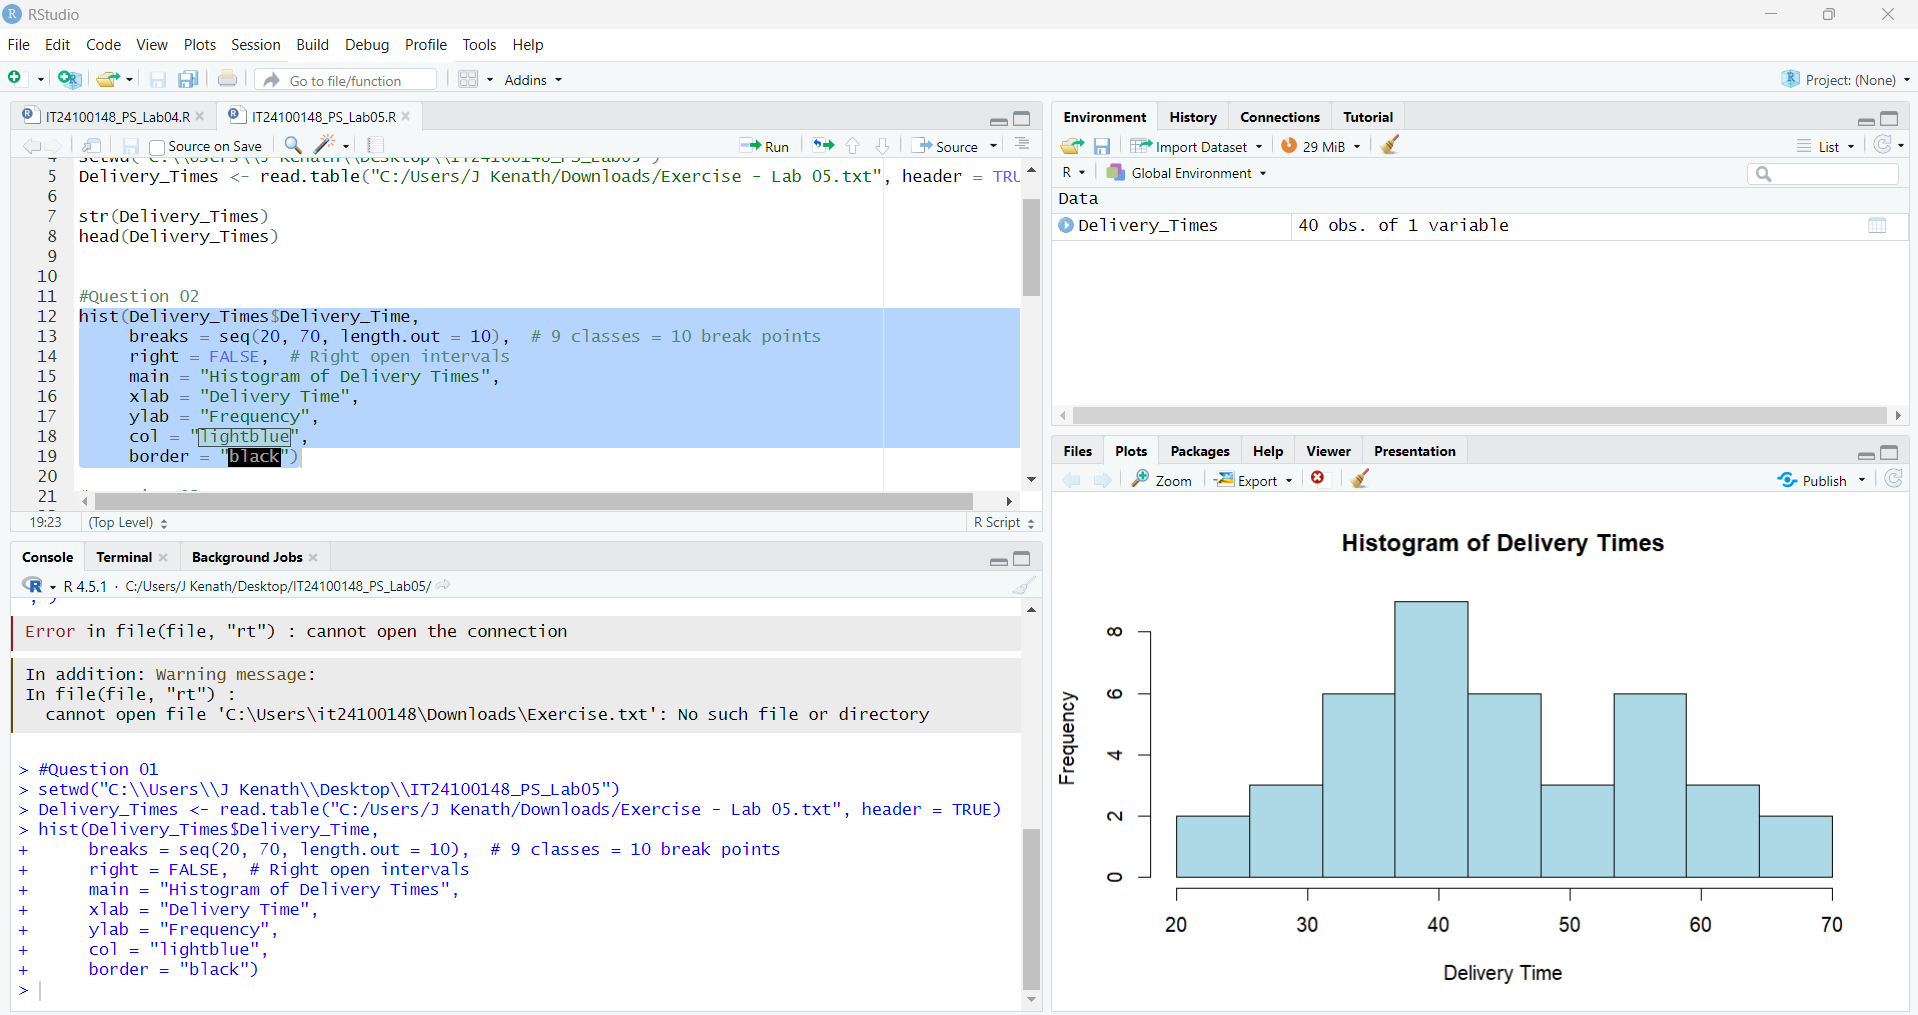 RStudio
File Edit Code View Plots Session Build Debug Profile Tools Help
Go to file/function Addins Project: (None)
IT24100148_PS_Lab04.R IT24100148_PS_Lab05.R
Source on Save Run Source
5 Delivery_Times <- read.table("C:/Users/J Kenath/Downloads/Exercise - Lab 05.txt", header = TRU
6
7 str(Delivery_Times)
8 head(Delivery_Times)
9
10
11 #Question 02
12 hist(Delivery_Times$Delivery_Time,
13 breaks = seq(20, 70, length.out = 10), # 9 classes = 10 break points
14 right = FALSE, # Right open intervals
15 main = "Histogram of Delivery Times",
16 xlab = "Delivery Time",
17 ylab = "Frequency",
18 col = "lightblue",
19 border = "black")
20
21
19:23 (Top Level) R Script
Console Terminal Background Jobs
R 4.5.1 · C:/Users/J Kenath/Desktop/IT24100148_PS_Lab05/
Error in file(file, "rt") : cannot open the connection
In addition: Warning message:
In file(file, "rt") :
cannot open file 'C:\Users\it24100148\Downloads\Exercise.txt': No such file or directory
> #Question 01
> setwd("C:\\Users\\J Kenath\\Desktop\\IT24100148_PS_Lab05")
> Delivery_Times <- read.table("C:/Users/J Kenath/Downloads/Exercise - Lab 05.txt", header = TRUE)
> hist(Delivery_Times$Delivery_Time,
+ breaks = seq(20, 70, length.out = 10), # 9 classes = 10 break points
+ right = FALSE, # Right open intervals
+ main = "Histogram of Delivery Times",
+ xlab = "Delivery Time",
+ ylab = "Frequency",
+ col = "lightblue",
+ border = "black")
>
Environment History Connections Tutorial
Import Dataset 29 MiB List
R Global Environment
Data
Delivery_Times 40 obs. of 1 variable
Files Plots Packages Help Viewer Presentation
Zoom Export Publish
Histogram of Delivery Times
Frequency
8
6
4
2
0
20 30 40 50 60 70
Delivery Time